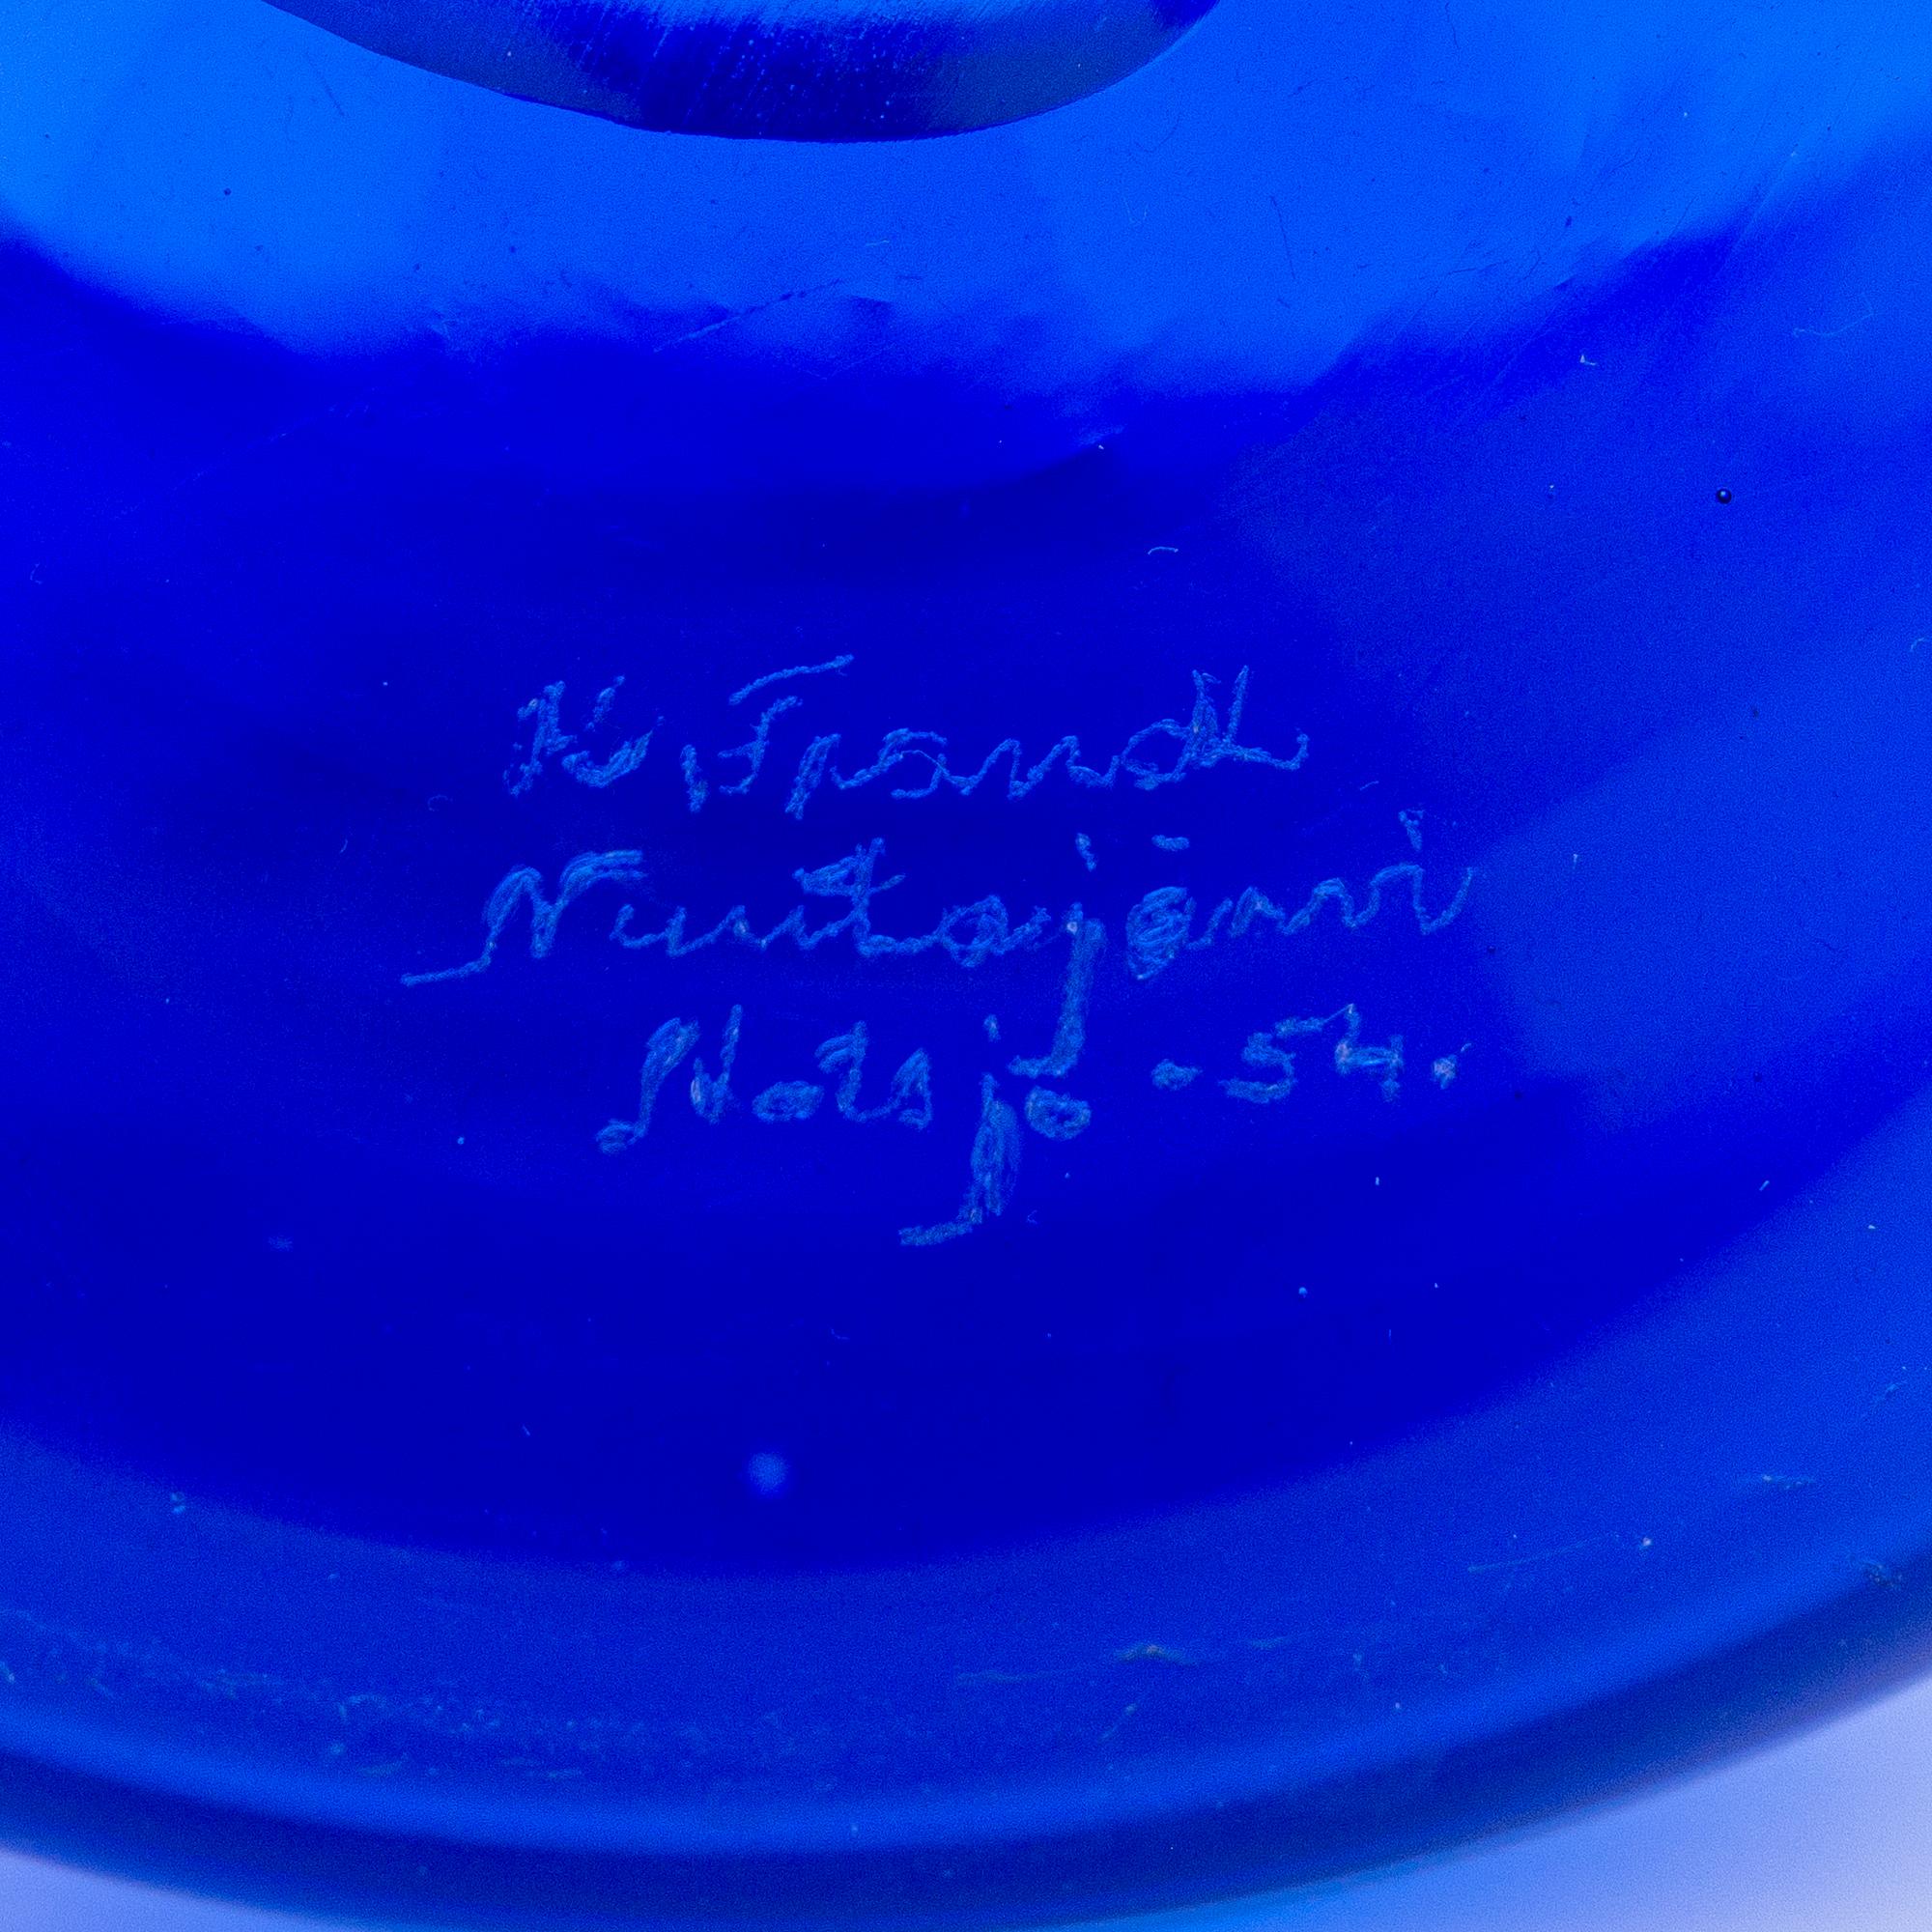 K. Franck
Nuutajärvi
Notsjö -54.